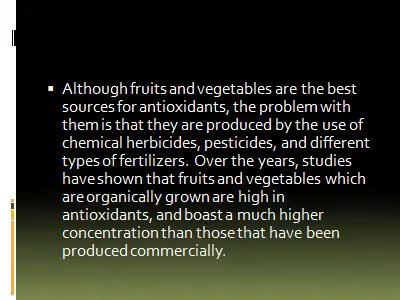 Although fruits and vegetables are the best
sources for antioxidants, the problem with
them is that they are produced by the use of
chemical herbicides, pesticides, and different
types of fertilizers.  Over the years, studies
have shown that fruits and vegetables which
are organically grown are high in
antioxidants, and boast a much higher
concentration than those that have been
produced commercially.